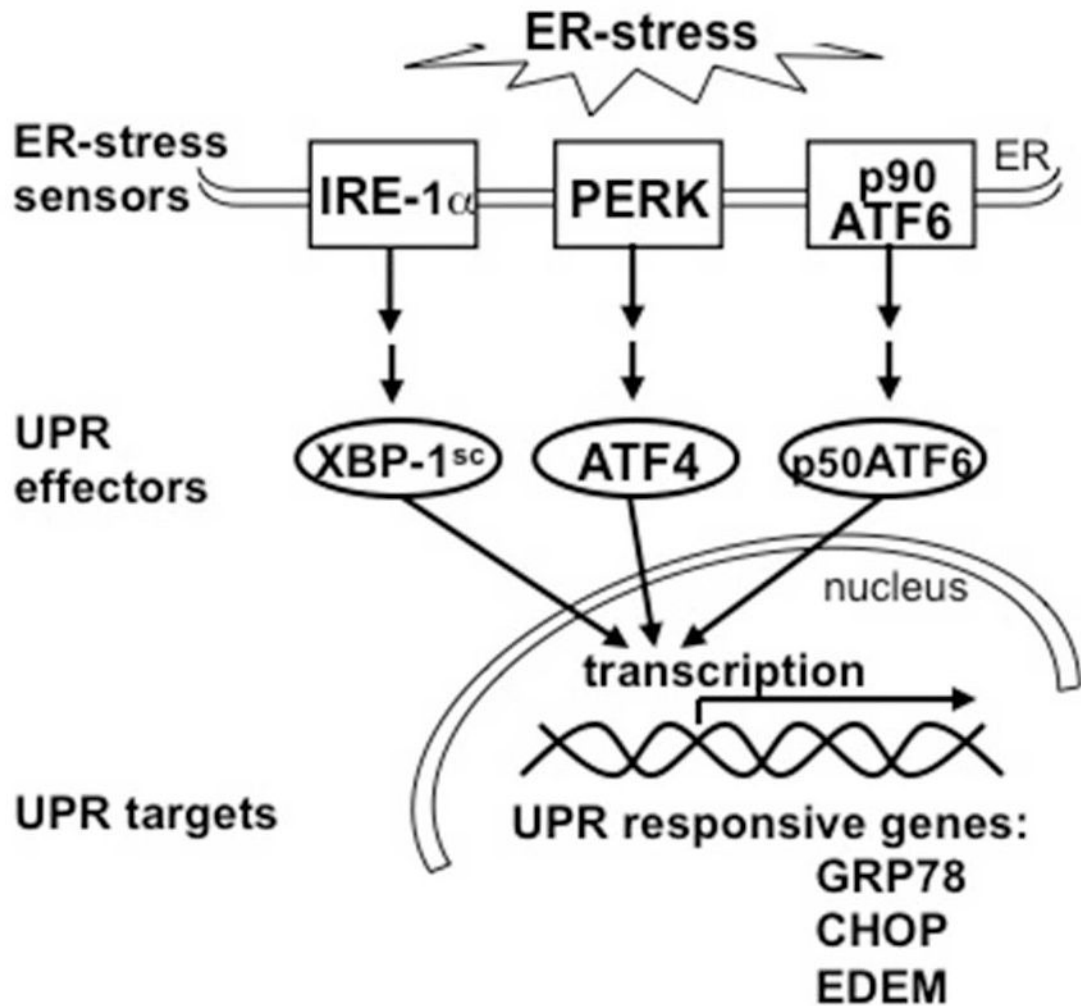 ER-stress
ER-stress
sensors
IRE-1α
PERK
p90
ATF6
ER
UPR
effectors
XBP-1sc
ATF4
p50ATF6
nucleus
transcription
UPR targets
UPR responsive genes:
GRP78
CHOP
EDEM